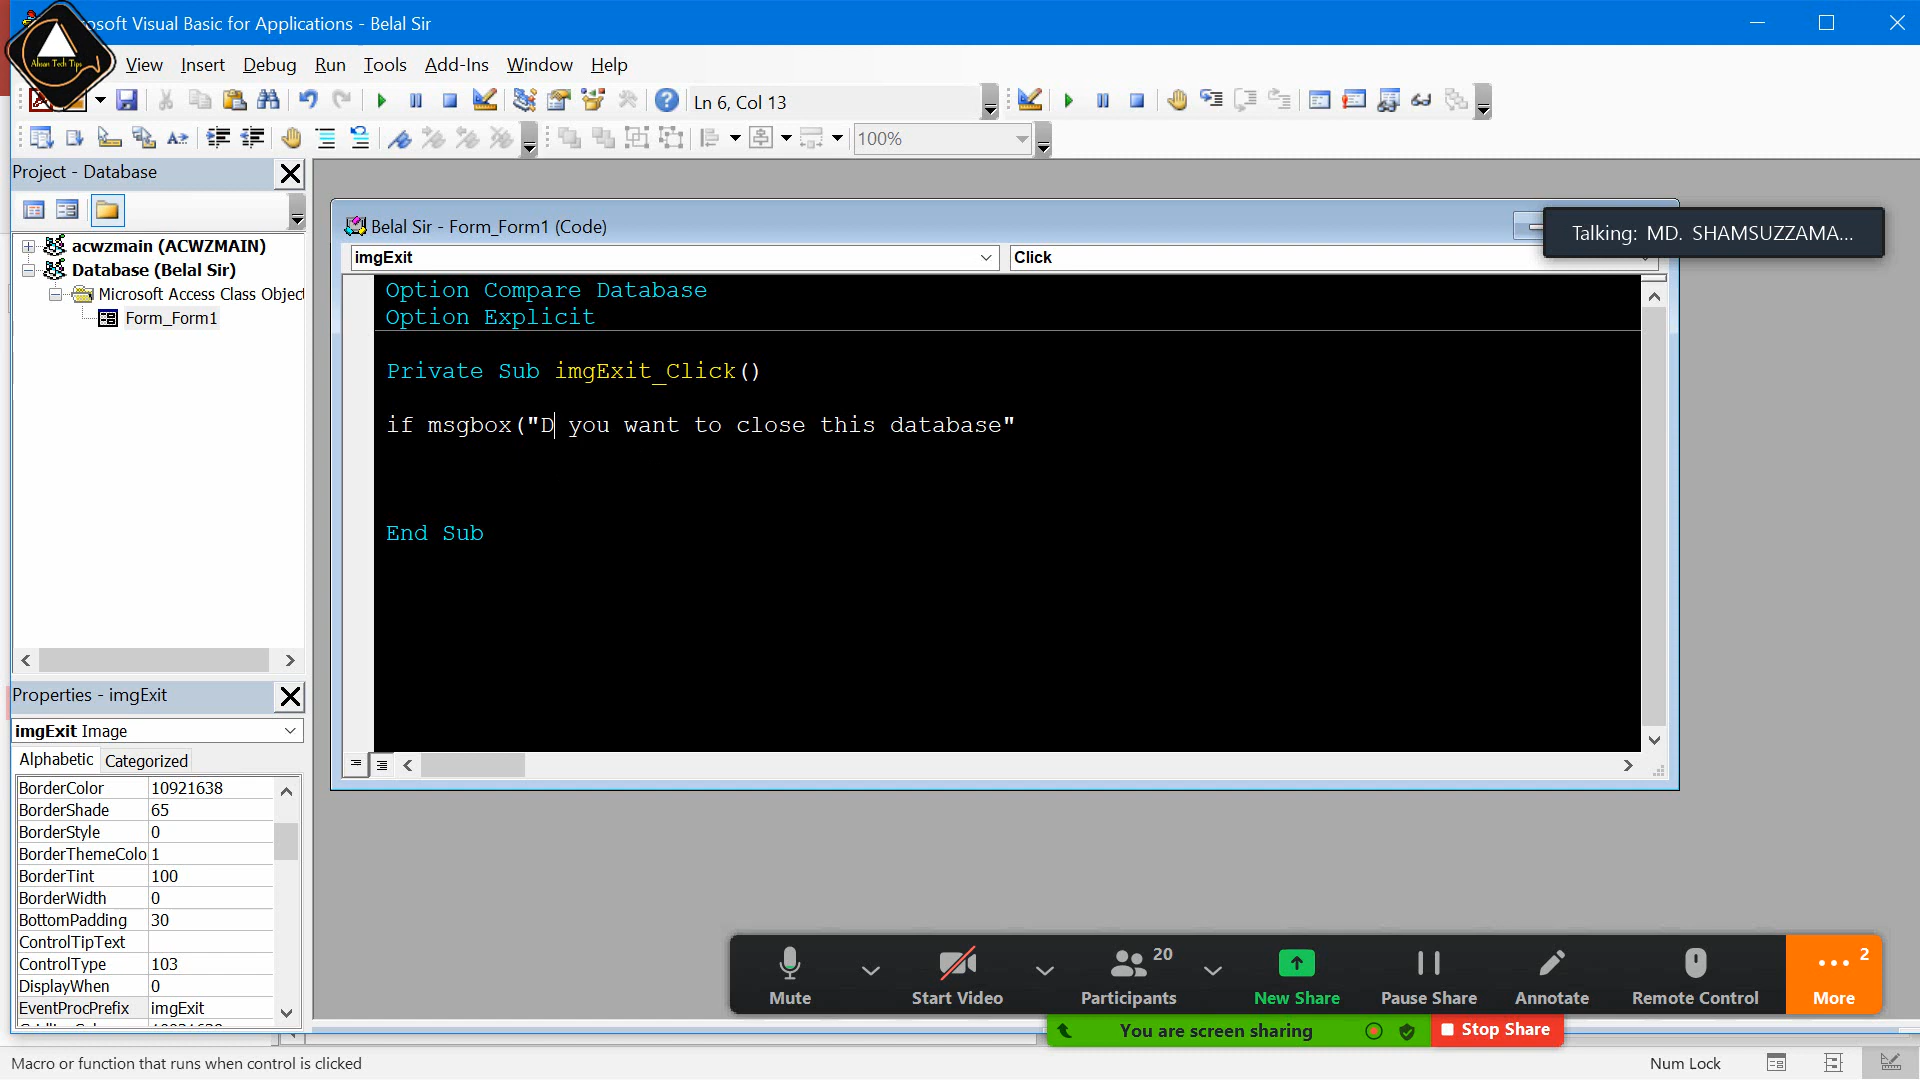 osoft Visual Basic for Applications - Belal Sir
Ahsan Tech Tips
View Insert Debug Run Tools Add-Ins Window Help
Ln 6, Col 13
100%
Project - Database
acwzmain (ACWZMAIN)
Database (Belal Sir)
Microsoft Access Class Object
Form_Form1
Belal Sir - Form_Form1 (Code)
Talking: MD. SHAMSUZZAMA...
imgExit
Click
Option Compare Database
Option Explicit
Private Sub imgExit_Click()
if msgbox("D you want to close this database"
End Sub
Properties - imgExit
imgExit Image
Alphabetic Categorized
BorderColor 10921638
BorderShade 65
BorderStyle 0
BorderThemeColo 1
BorderTint 100
BorderWidth 0
BottomPadding 30
ControlTipText
ControlType 103
DisplayWhen 0
EventProcPrefix imgExit
Mute
Start Video
Participants 20
New Share
Pause Share
Annotate
Remote Control
More 2
You are screen sharing
Stop Share
Macro or function that runs when control is clicked
Num Lock